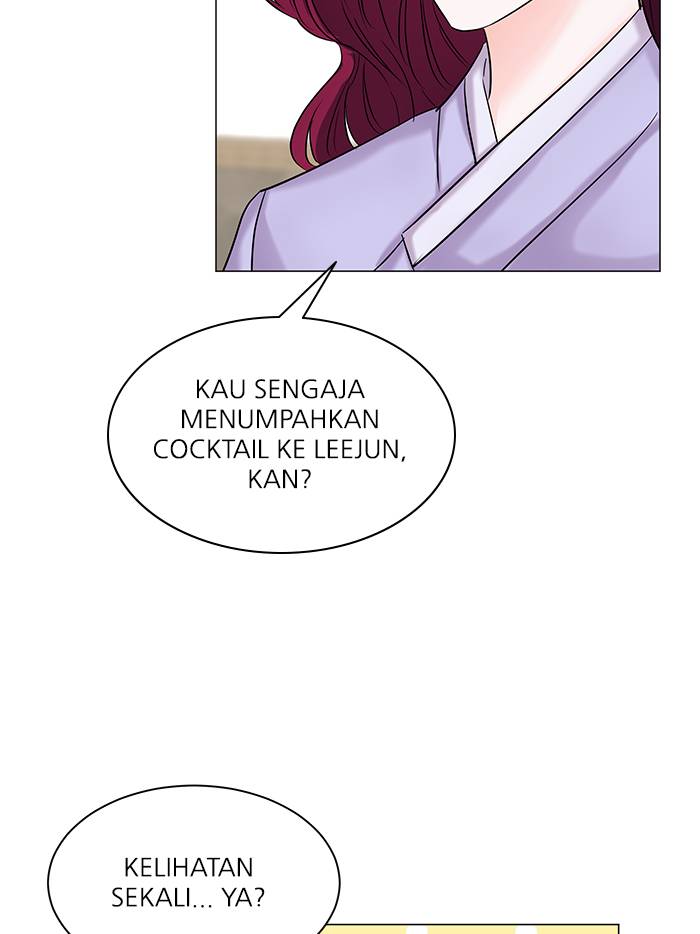 KAU SENGAJA
MENUMPAHKAN
COCKTAIL KE LEEJUN,
KAN?
KELIHATAN
SEKALI... YA?